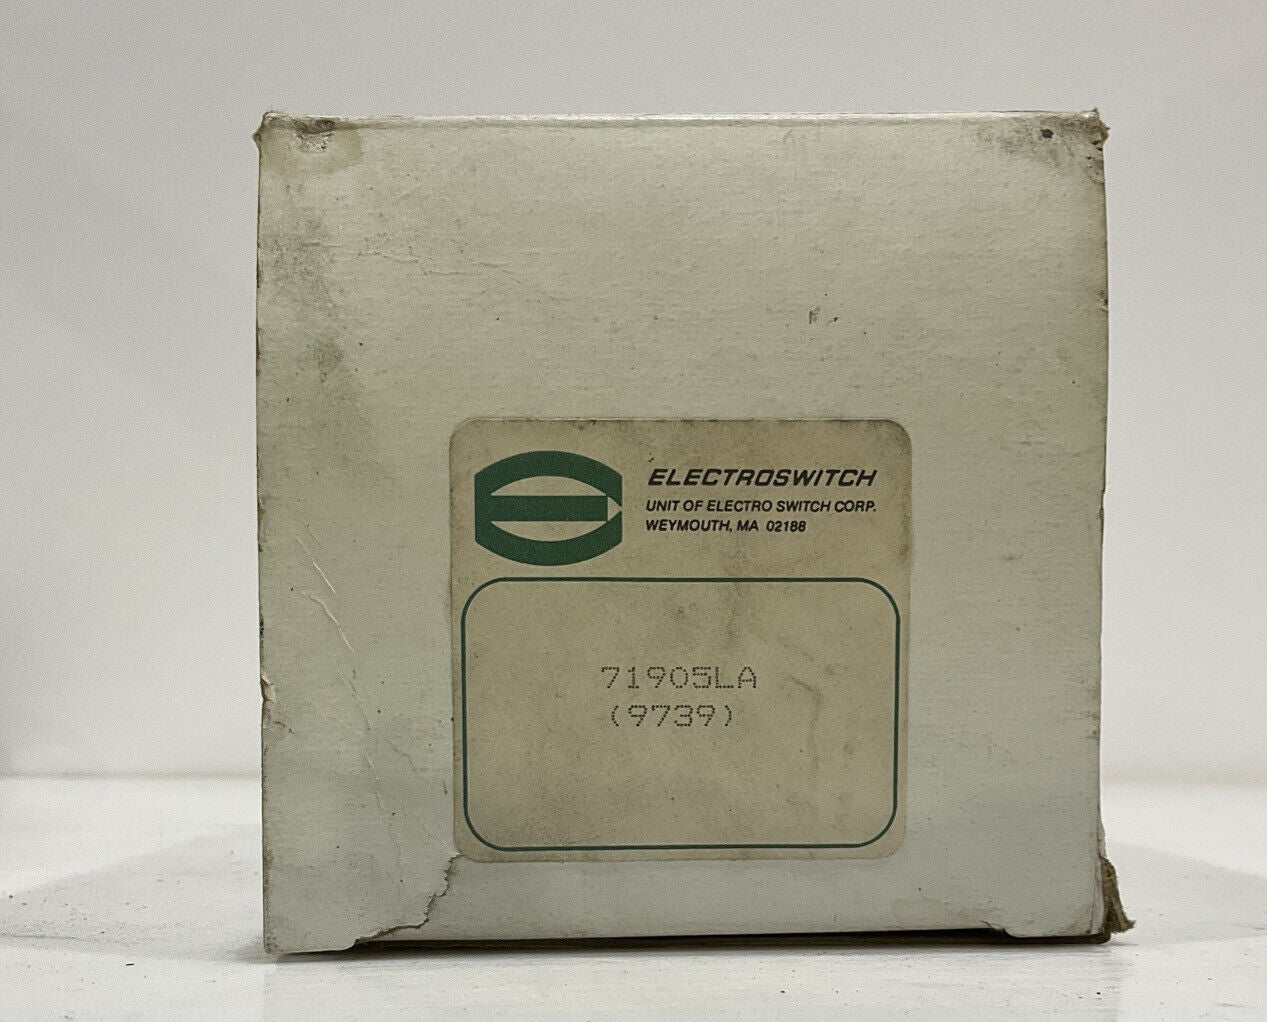 ELECTROSWITCH
UNIT OF ELECTRO SWITCH CORP.
WEYMOUTH, MA 02188
71905LA
(9739)